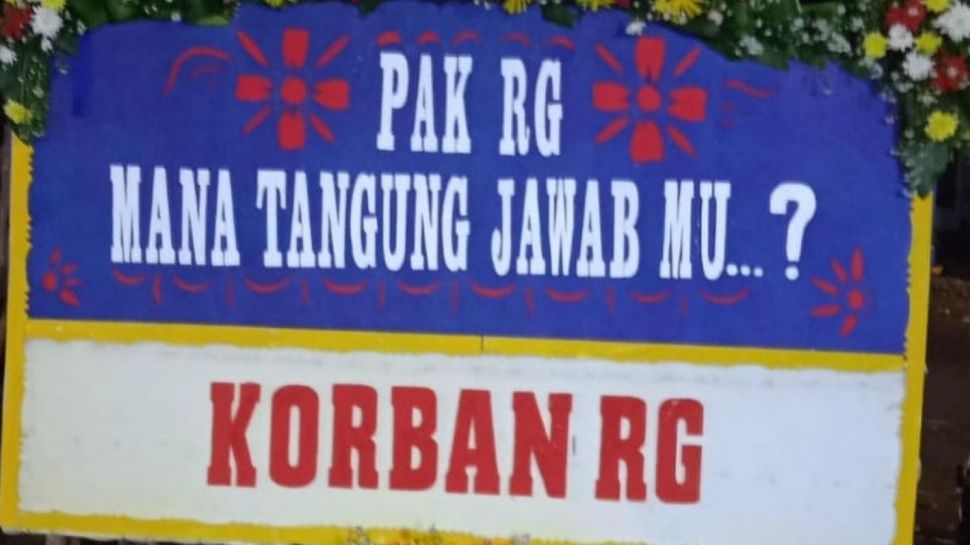 PAK RG
MANA TANGUNG JAWAB MU...?
KORBAN RG